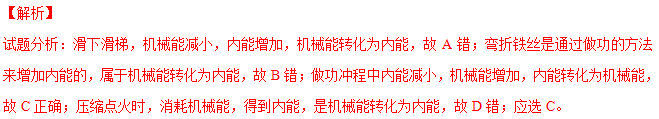 【解析】
试题分析：滑下滑梯，机械能减小，内能增加，机械能转化为内能，故 A 错；弯折铁丝是通过做功的方法
来增加内能的，属于机械能转化为内能，故 B 错；做功冲程中内能减小，机械能增加，内能转化为机械能，
故 C 正确；压缩点火时，消耗机械能，得到内能，是机械能转化为内能，故 D 错；应选 C。